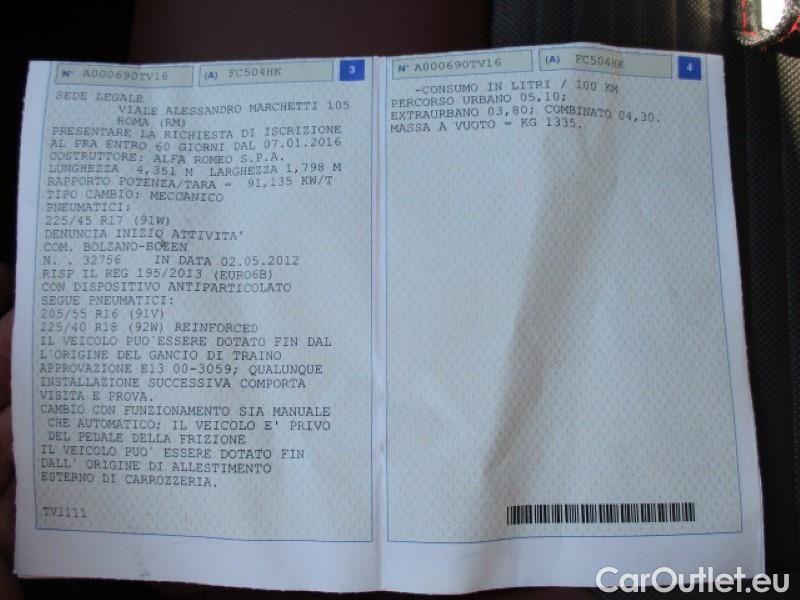 N° A000690TV16 (A) FC504HK 3
SEDE LEGALE
VIALE ALESSANDRO MARCHETTI 105
ROMA (RM)
PRESENTARE LA RICHIESTA DI ISCRIZIONE
AL PRA ENTRO 60 GIORNI DAL 07.01.2016
COSTRUTTORE: ALFA ROMEO S.P.A.
LUNGHEZZA 4,351 M LARGHEZZA 1,798 M
RAPPORTO POTENZA/TARA = 91,135 KW/T
TIPO CAMBIO: MECCANICO
PNEUMATICI:
225/45 R17 (91W)
DENUNCIA INIZIO ATTIVITA'
COM. BOLZANO-BOZEN
N. . 32756 IN DATA 02.05.2012
RISP IL REG 195/2013 (EURO6B)
CON DISPOSITIVO ANTIPARTICOLATO
SEGUE PNEUMATICI:
205/55 R16 (91V)
225/40 R18 (92W) REINFORCED
IL VEICOLO PUO`ESSERE DOTATO FIN DAL
L'ORIGINE DEL GANCIO DI TRAINO
APPROVAZIONE E13 00-3059; QUALUNQUE
INSTALLAZIONE SUCCESSIVA COMPORTA
VISITA E PROVA.
CAMBIO CON FUNZIONAMENTO SIA MANUALE
CHE AUTOMATICO; IL VEICOLO E' PRIVO
DEL PEDALE DELLA FRIZIONE
IL VEICOLO PUO` ESSERE DOTATO FIN
DALL` ORIGINE DI ALLESTIMENTO
ESTERNO DI CARROZZERIA.
TV1111
N° A000690TV16 (A) FC504HK 4
-CONSUMO IN LITRI / 100 KM
PERCORSO URBANO 05,10;
EXTRAURBANO 03,80; COMBINATO 04,30.
MASSA A VUOTO = KG 1335.
CarOutlet.eu